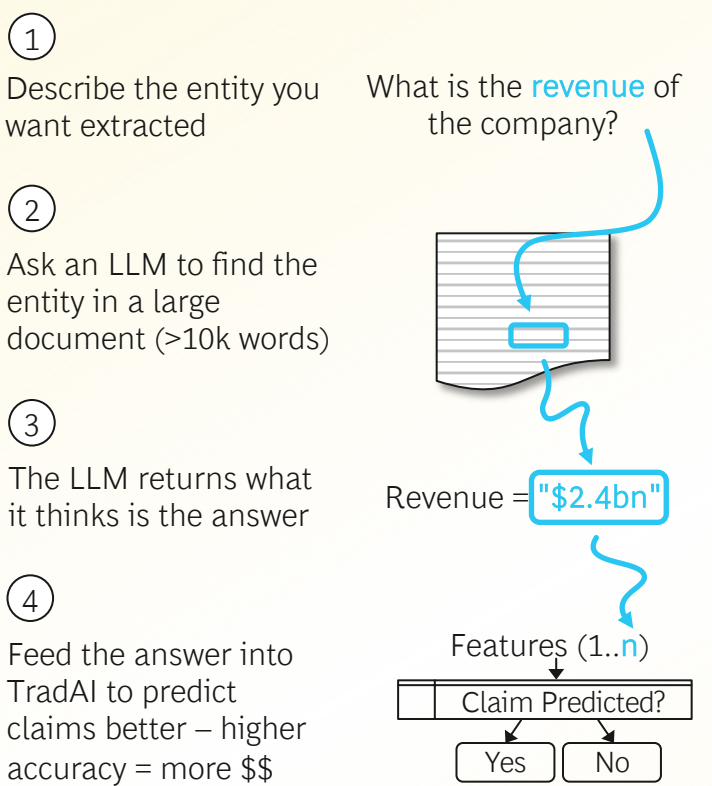 1
Describe the entity you
want extracted
What is the revenue of
the company?
2
Ask an LLM to find the
entity in a large
document (>10k words)
3
The LLM returns what
it thinks is the answer
Revenue = "$2.4bn"
4
Feed the answer into
TradAI to predict
claims better – higher
accuracy = more $$
Features (1..n)
Claim Predicted?
Yes
No